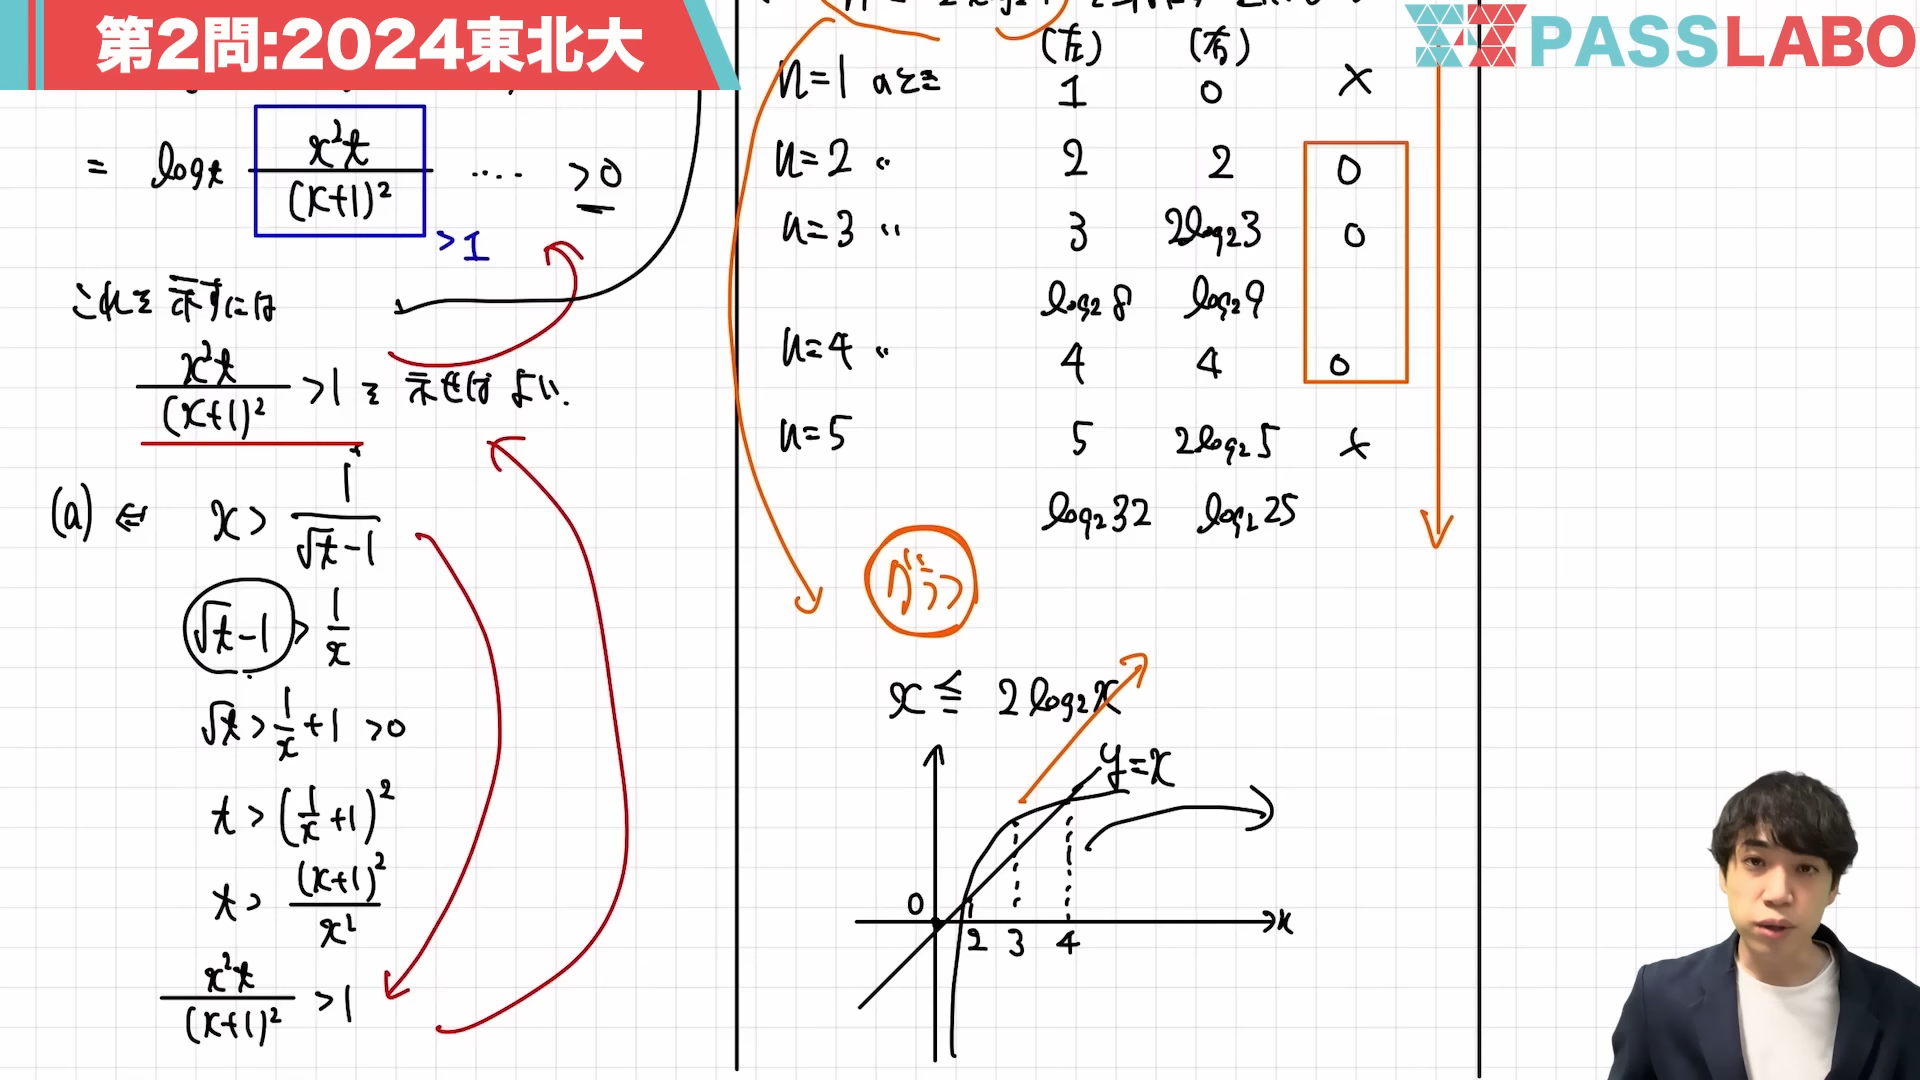 第2問:2024東北大
PASSLABO
= log_t x²t/(x+1)² ‥‥ >0
>1
これを示すには
x²t/(x+1)² >1 を示せばよい.
(a) ⇔ x > 1/(√t-1)
√t-1 > 1/x
√t > 1/x +1 >0
t > (1/x +1)²
t > (x+1)²/x²
x²t/(x+1)² >1
(左) (右)
n=1 のとき 1 0 ×
n=2 〃 2 2 ○
n=3 〃 3 2log₂3 ○
log₂8 log₂9
n=4 〃 4 4 ○
n=5 5 2log₂5 ×
log₂32 log₂25
グラフ
x ≦ 2log₂x
y=x
0 2 3 4 x